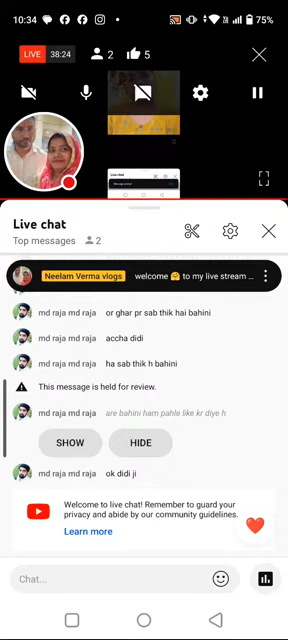 10:34
75%
LIVE 38:24 2 5
Live chat
Top messages 2
Neelam Verma vlogs welcome 🤗 to my live stream ...
md raja md raja or ghar pr sab thik hai bahini
md raja md raja accha didi
md raja md raja ha sab thik h bahini
This message is held for review.
md raja md raja are bahini ham pahle like kr diye h
SHOW HIDE
md raja md raja ok didi ji
Welcome to live chat! Remember to guard your
privacy and abide by our community guidelines.
Learn more
Chat...